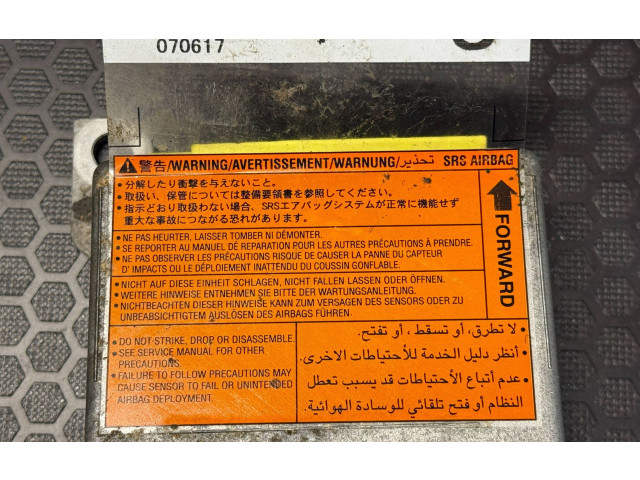 070617
警告/WARNING/AVERTISSEMENT/WARNUNG/تحذير SRS AIRBAG
・分解したり衝撃を与えないこと。
・取扱い、保管については整備要領書を参照してください。
・指示どおり取扱わない場合、SRSエアバッグシステムが正常に機能せず
重大な事故につながる恐れがあります。
FORWARD
• NE PAS HEURTER, LAISSER TOMBER NI DÉMONTER.
• SE REPORTER AU MANUEL DE RÉPARATION POUR LES AUTRES PRÉCAUTIONS À PRENDRE.
• NE PAS OBSERVER LES PRÉCAUTIONS RISQUE DE CAUSER LA PANNE DU CAPTEUR
D' IMPACTS OU LE DÉPLOIEMENT INATTENDU DU COUSSIN GONFLABLE.
• NICHT AUF DIESE EINHEIT SCHLAGEN, NICHT FALLEN LASSEN ODER ÖFFNEN.
• WEITERE HINWEISE ENTNEHMEN SIE BITTE DER WARTUNGSANLEITUNG.
• NICHTBEACHTEN DIESER HINWEISE KANN ZUM VERSAGEN DES SENSORS ODER ZU
UNBEABSICHTIGTEM AUSLÖSEN DES AIRBAGS FÜHREN.
• DO NOT STRIKE, DROP OR DISASSEMBLE.
• SEE SERVICE MANUAL FOR OTHER
PRECAUTIONS.
• FAILURE TO FOLLOW PRECAUTIONS MAY
CAUSE SENSOR TO FAIL OR UNINTENDED
AIRBAG DEPLOYMENT.
• لا تطرق، أو تسقط، أو تفتح.
• أنظر دليل الخدمة للأحتياطات الاخرى.
• عدم أتباع الأحتياطات قد يسبب تعطل
النظام أو فتح تلقائي للوسادة الهوائية.